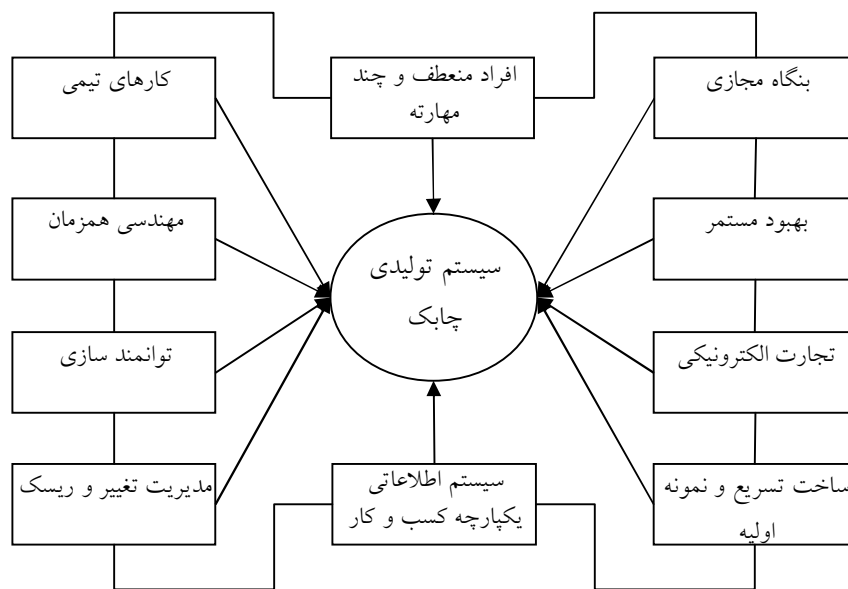 بنگاه مجازی
افراد منعطف و چند
مهارته
کارهای تیمی
بهبود مستمر
مهندسی همزمان
سیستم تولیدی
چابک
تجارت الکترونیکی
توانمند سازی
ساخت تسریع و نمونه
اولیه
سیستم اطلاعاتی
یکپارچه کسب و کار
مدیریت تغییر و ریسک